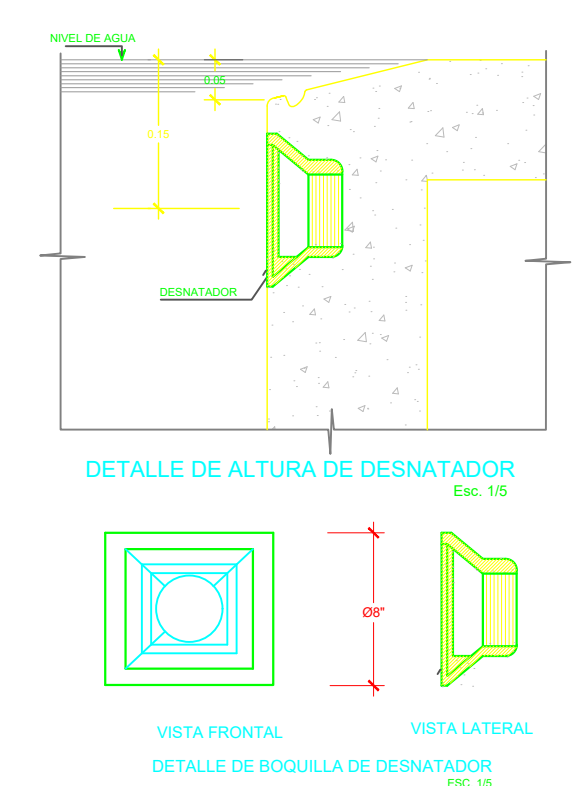 NIVEL DE AGUA
0.05
0.15
DESNATADOR
DETALLE DE ALTURA DE DESNATADOR
Esc. 1/5
Ø8"
VISTA FRONTAL
VISTA LATERAL
DETALLE DE BOQUILLA DE DESNATADOR
ESC. 1/5